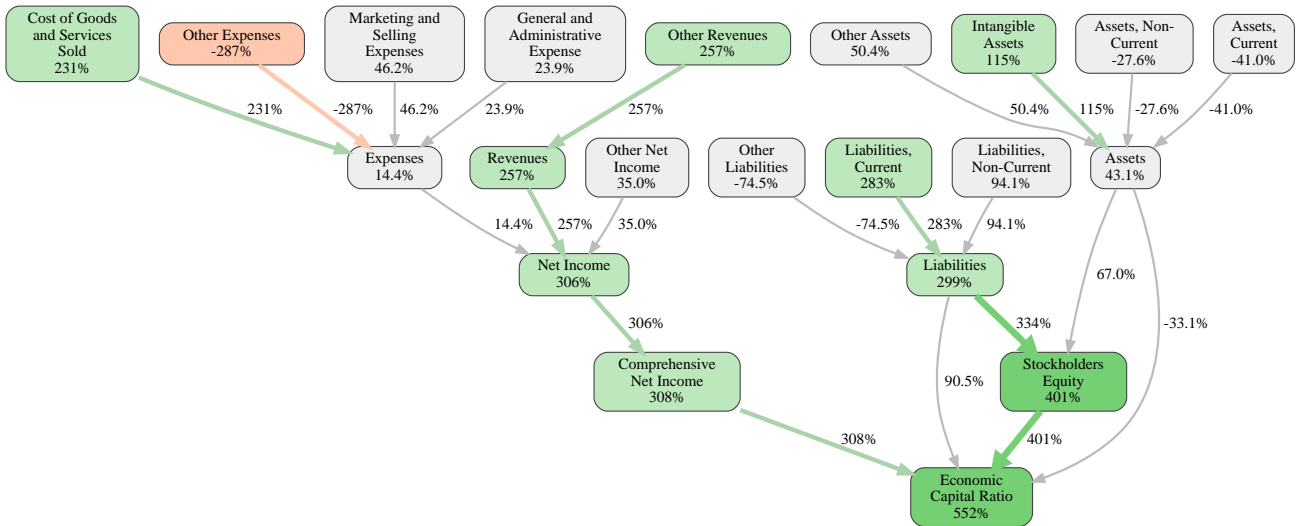 Cost of Goods
and Services
Sold
231%
Other Expenses
-287%
Marketing and
Selling
Expenses
46.2%
General and
Administrative
Expense
23.9%
Other Revenues
257%
Other Assets
50.4%
Intangible
Assets
115%
Assets, Non-
Current
-27.6%
Assets,
Current
-41.0%
231%
-287%
46.2%
23.9%
257%
50.4%
115%
-27.6%
-41.0%
Expenses
14.4%
Revenues
257%
Other Net
Income
35.0%
Other
Liabilities
-74.5%
Liabilities,
Current
283%
Liabilities,
Non-Current
94.1%
Assets
43.1%
14.4%
257%
35.0%
-74.5%
283%
94.1%
Net Income
306%
Liabilities
299%
67.0%
306%
334%
-33.1%
Comprehensive
Net Income
308%
90.5%
Stockholders
Equity
401%
308%
401%
Economic
Capital Ratio
552%